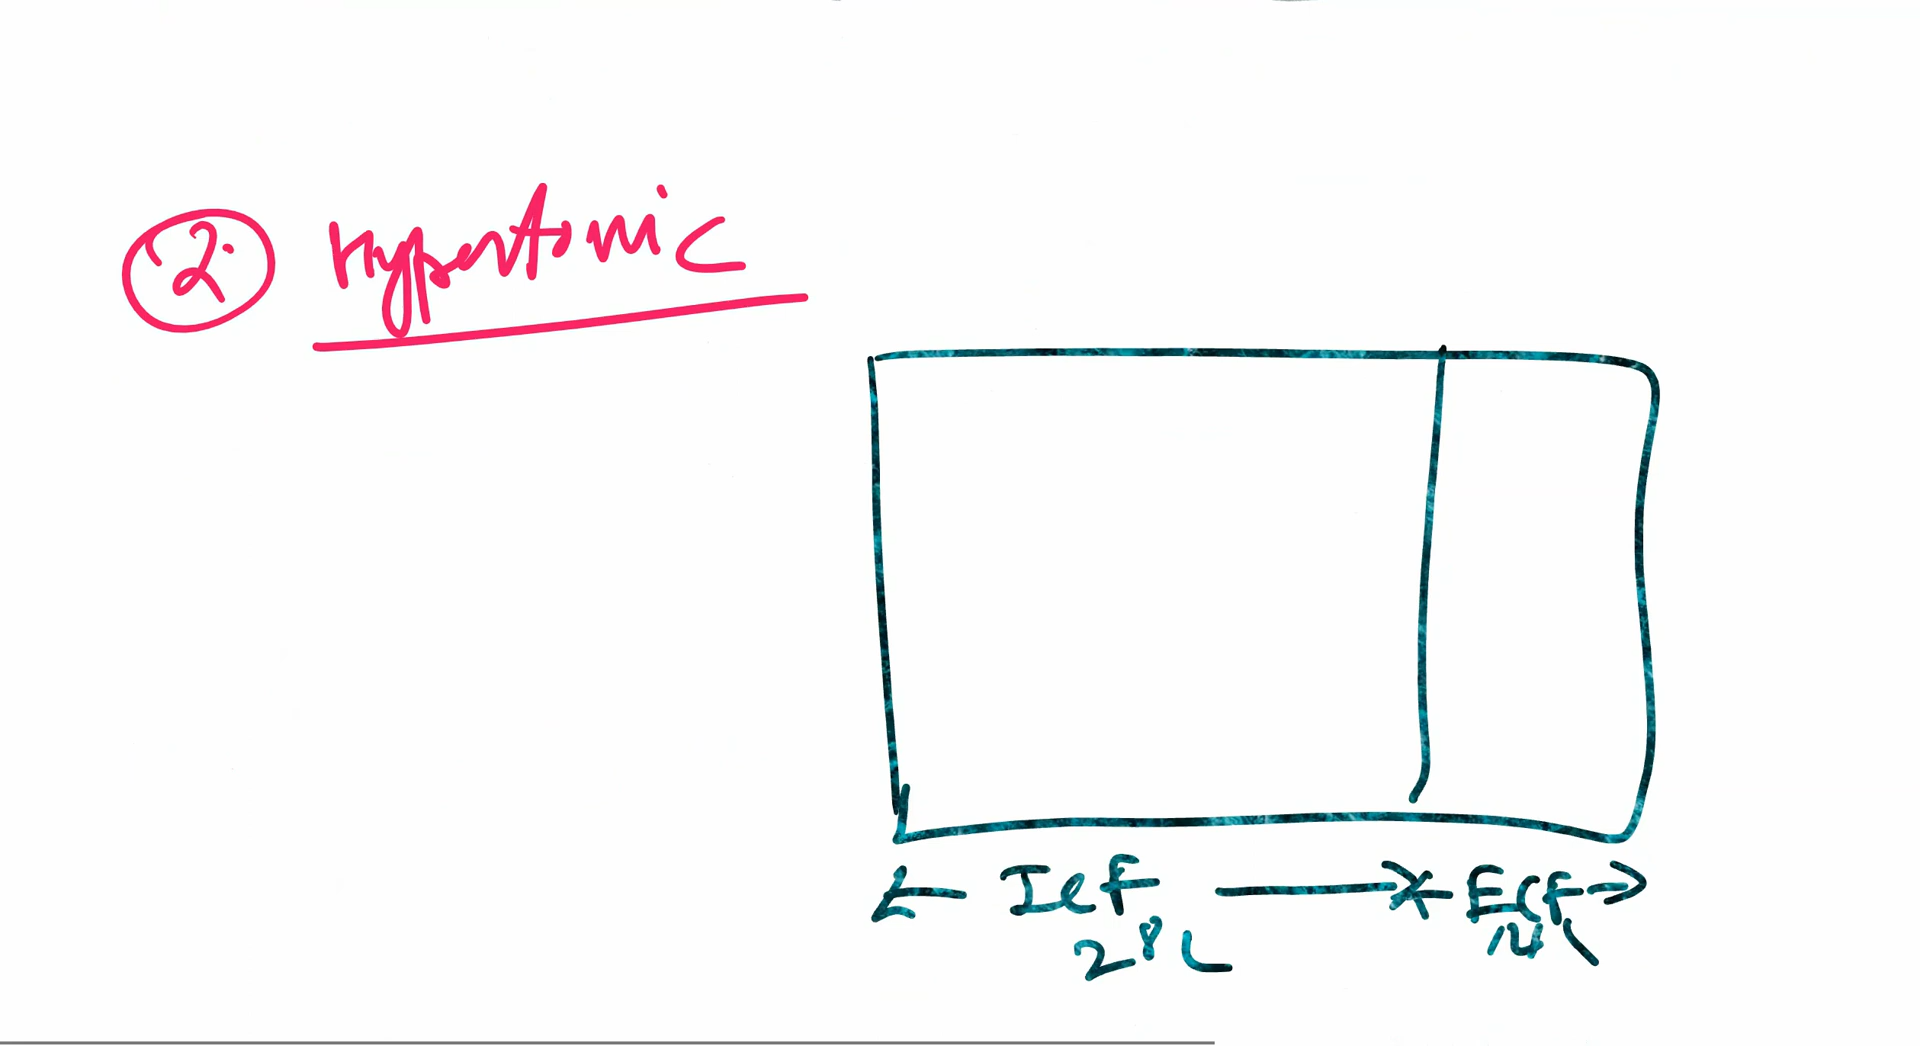 2. Hypertonic
← ICF → ← ECF →
28L 14L